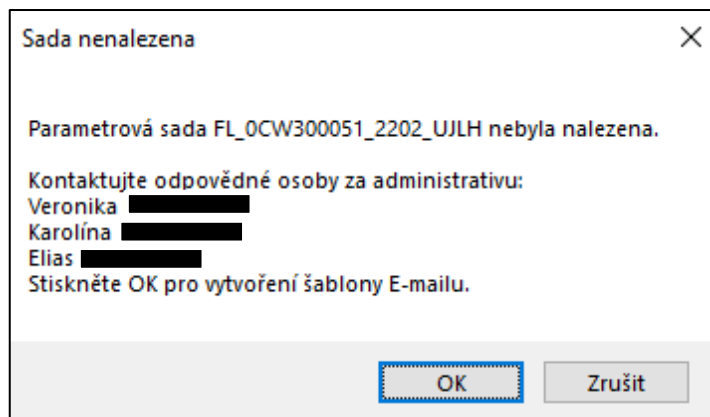 Sada nenalezena
Parametrová sada FL_0CW300051_2202_UJLH nebyla nalezena.
Kontaktujte odpovědné osoby za administrativu:
Veronika
Karolína
Elias
Stiskněte OK pro vytvoření šablony E-mailu.
OK
Zrušit